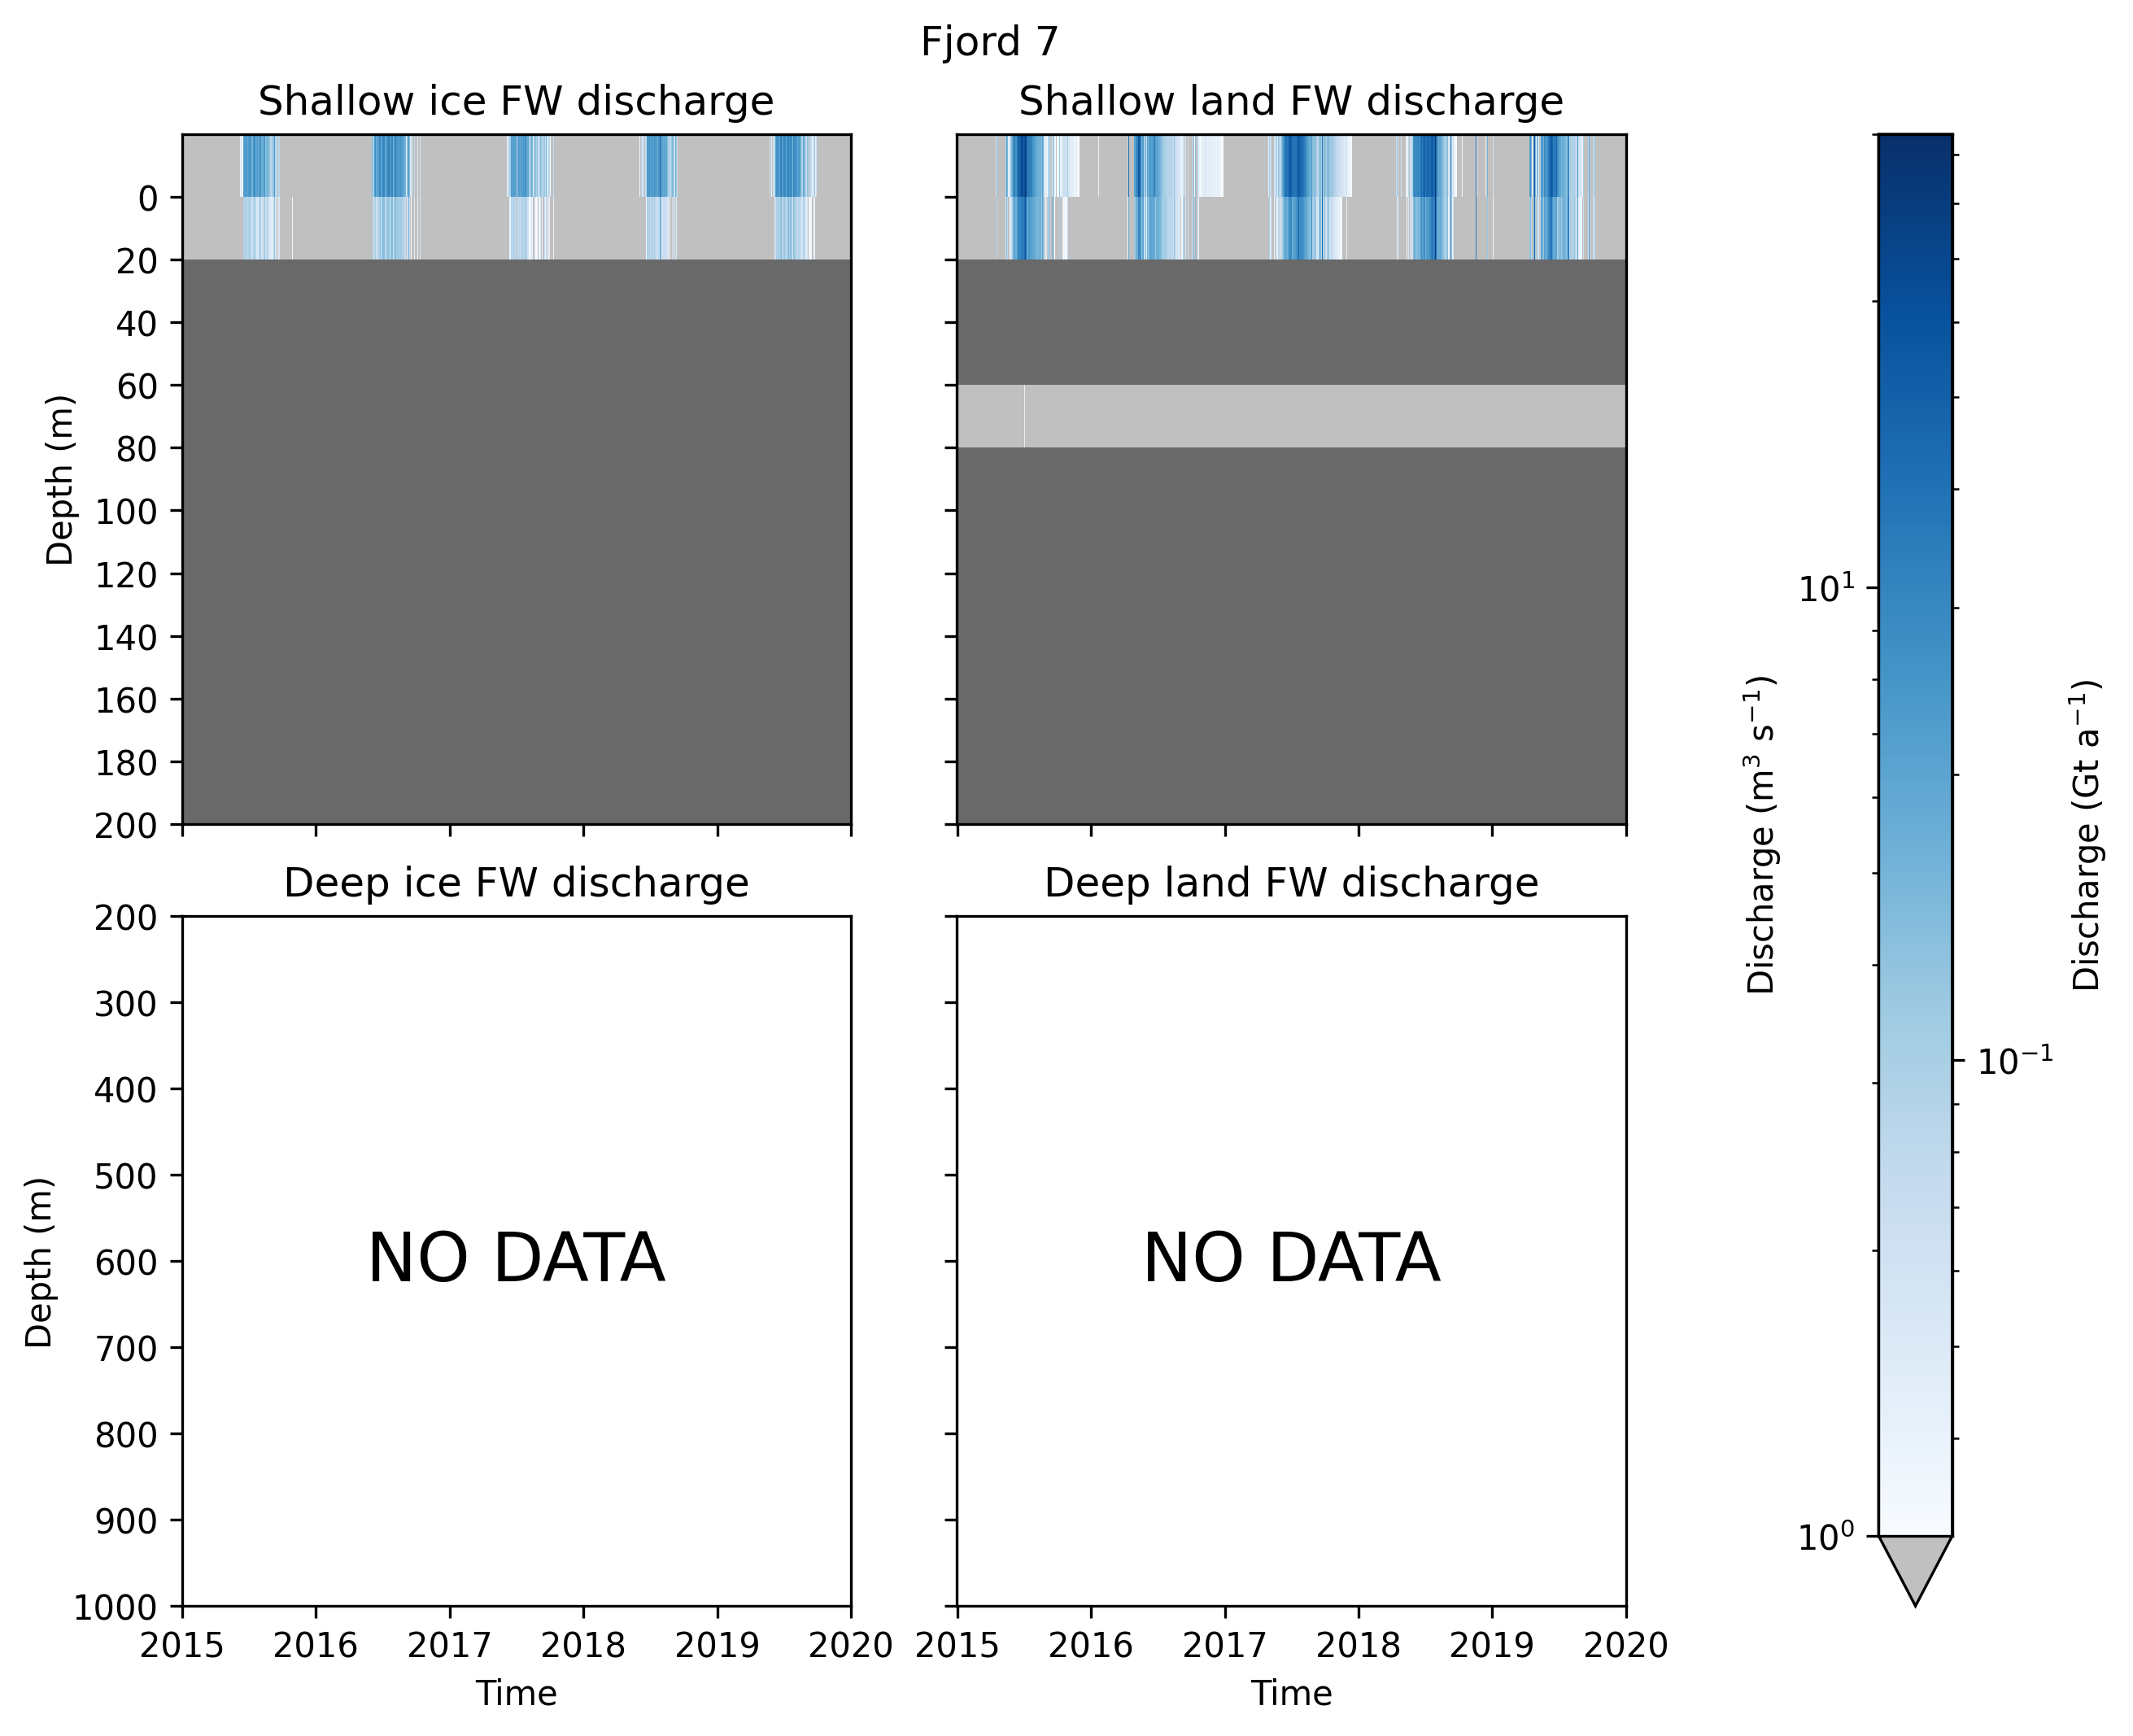 Fjord 7
Shallow ice FW discharge
Shallow land FW discharge
0
20
40
60
80
100
120
140
160
180
200
Depth (m)
Deep ice FW discharge
Deep land FW discharge
200
300
400
500
600
700
800
900
1000
Depth (m)
NO DATA
NO DATA
2015 2016 2017 2018 2019 2020
2015 2016 2017 2018 2019 2020
Time
Time
Discharge (m³ s⁻¹)
10¹
10⁰
10⁻¹
Discharge (Gt a⁻¹)